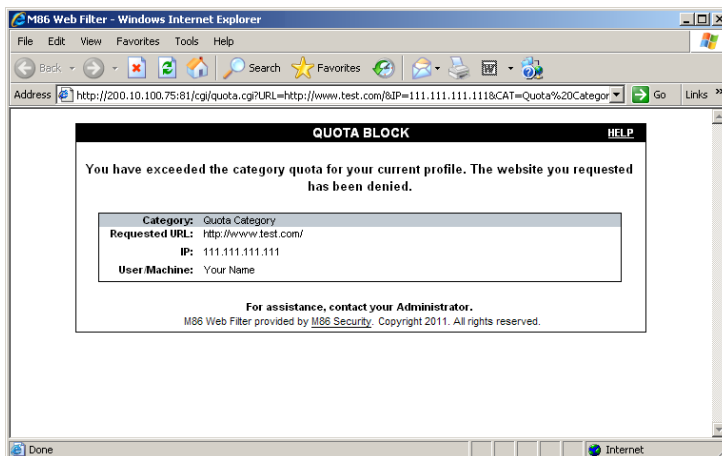 M86 Web Filter - Windows Internet Explorer
File Edit View Favorites Tools Help
Back Search Favorites
Address http://200.10.100.75:81/cgi/quota.cgi?URL=http://www.test.com/&IP=111.111.111.111&CAT=Quota%20Categor Go Links »
QUOTA BLOCK HELP
You have exceeded the category quota for your current profile. The website you requested
has been denied.
Category: Quota Category
Requested URL: http://www.test.com/
IP: 111.111.111.111
User/Machine: Your Name
For assistance, contact your Administrator.
M86 Web Filter provided by M86 Security. Copyright 2011. All rights reserved.
Done Internet